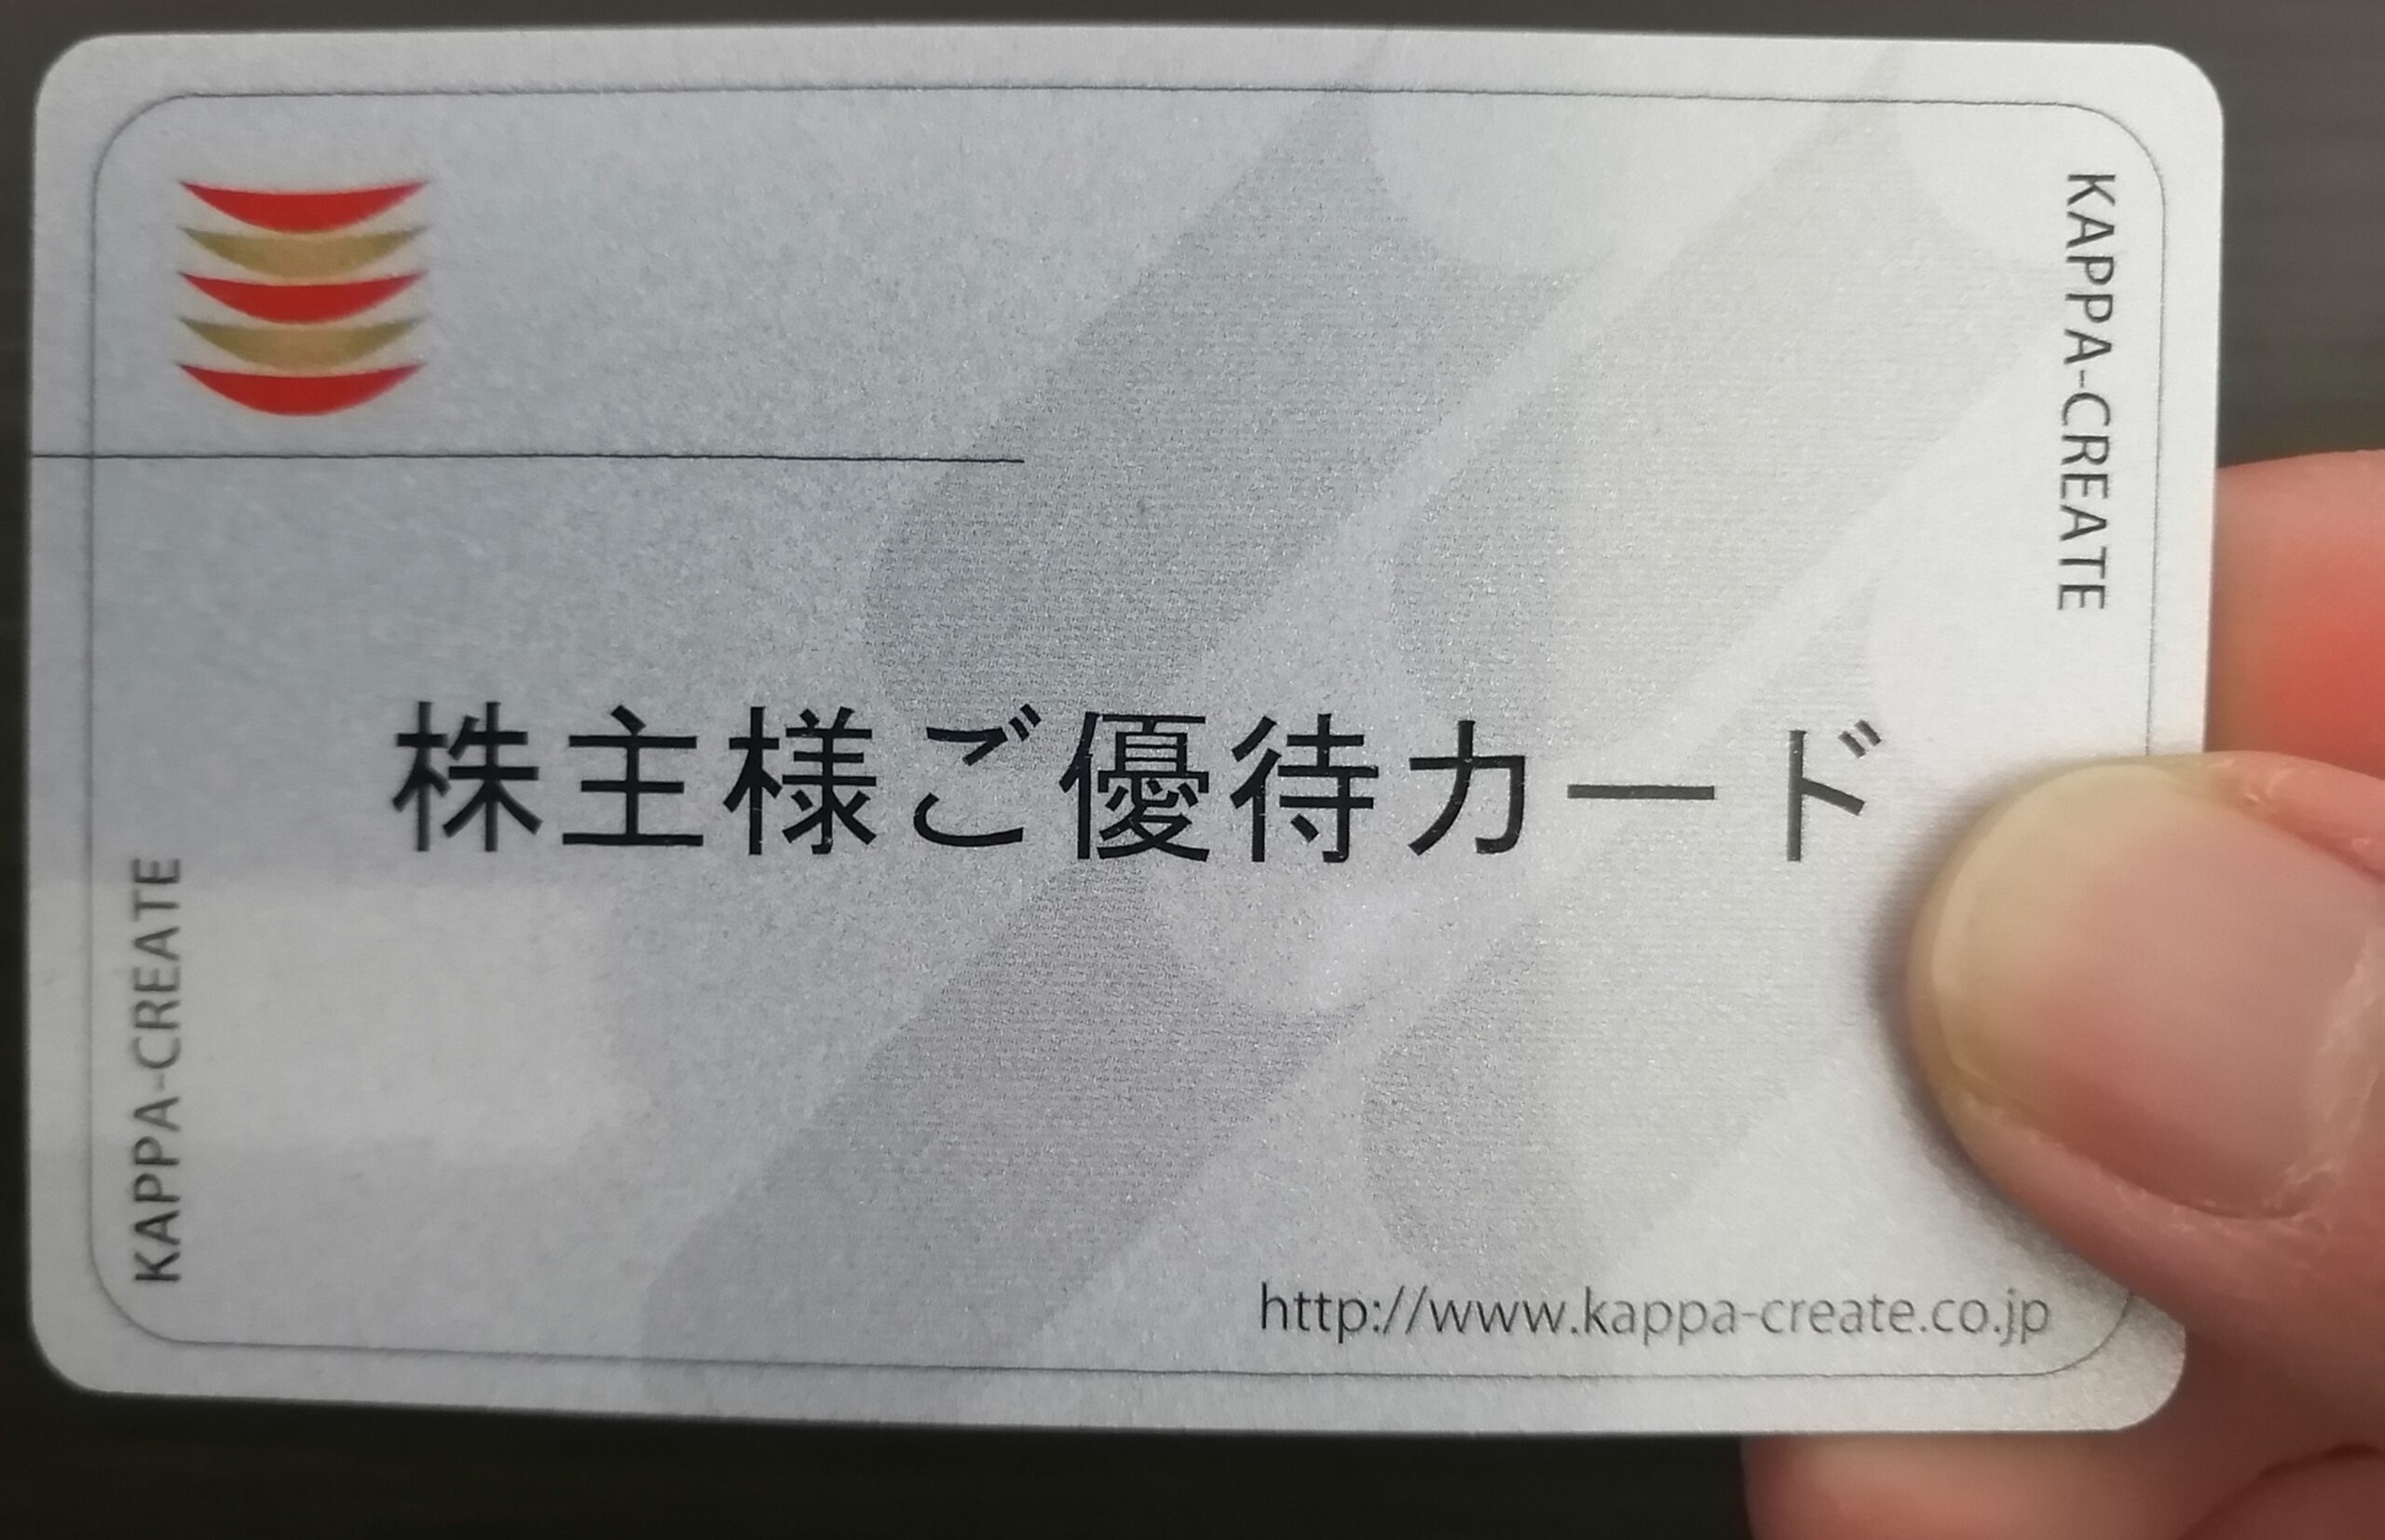 KAPPA-CREATE
株主様ご優待カード
KAPPA-CREATE
http://www.kappa-create.co.jp